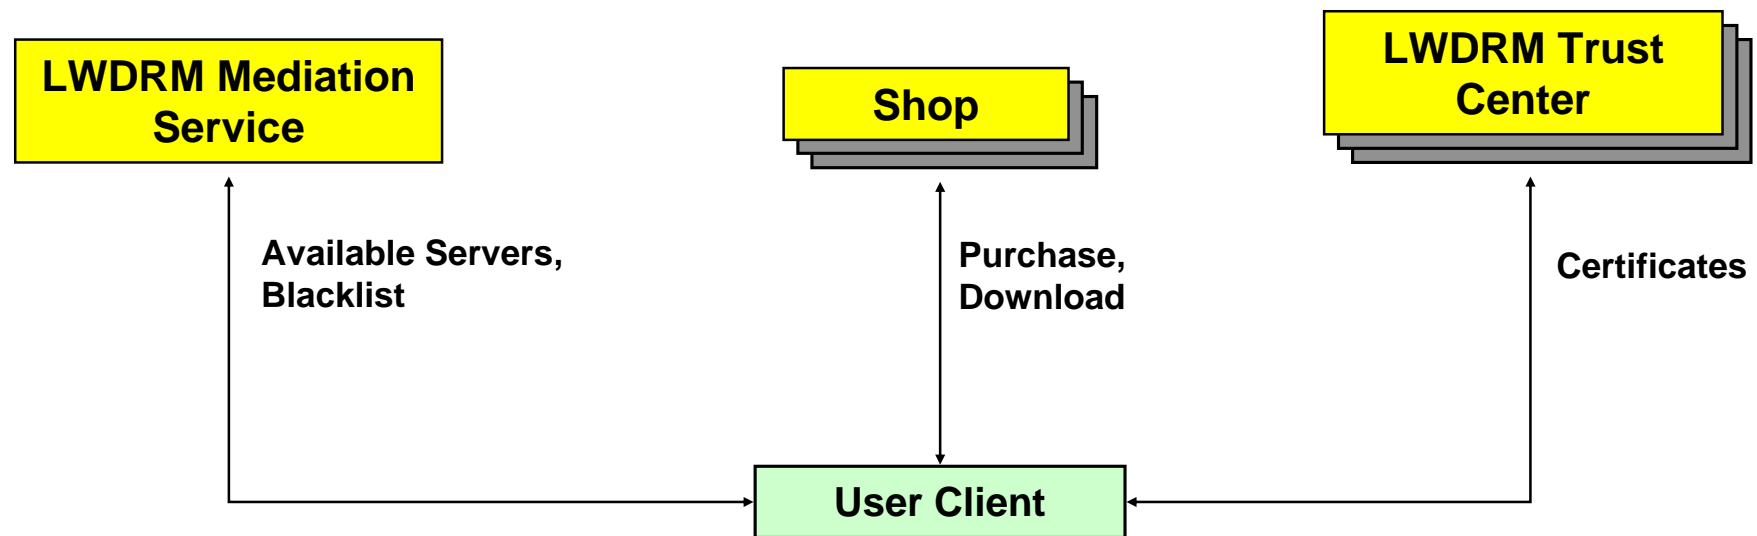 LWDRM Mediation
Service
Shop
LWDRM Trust
Center
Available Servers,
Blacklist
Purchase,
Download
Certificates
User Client